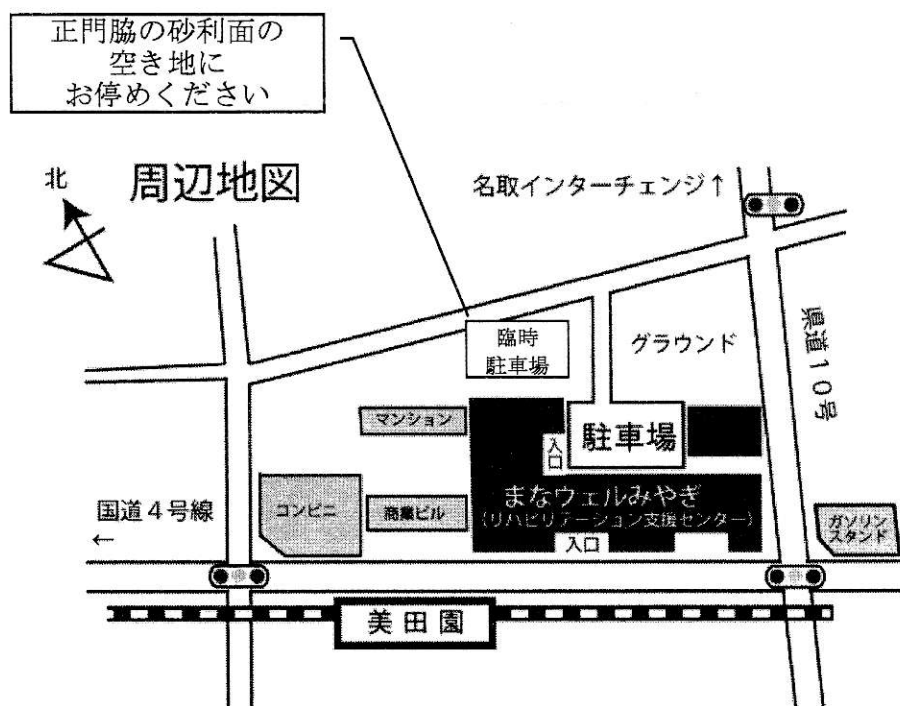 正門脇の砂利面の
空き地に
お停めください
北
周辺地図
名取インターチェンジ↑
臨時
駐車場
グラウンド
県道10号
マンション
入口
駐車場
国道4号線
←
コンビニ
商業ビル
まなウェルみやぎ
(リハビリテーション支援センター)
入口
ガソリン
スタンド
美田園